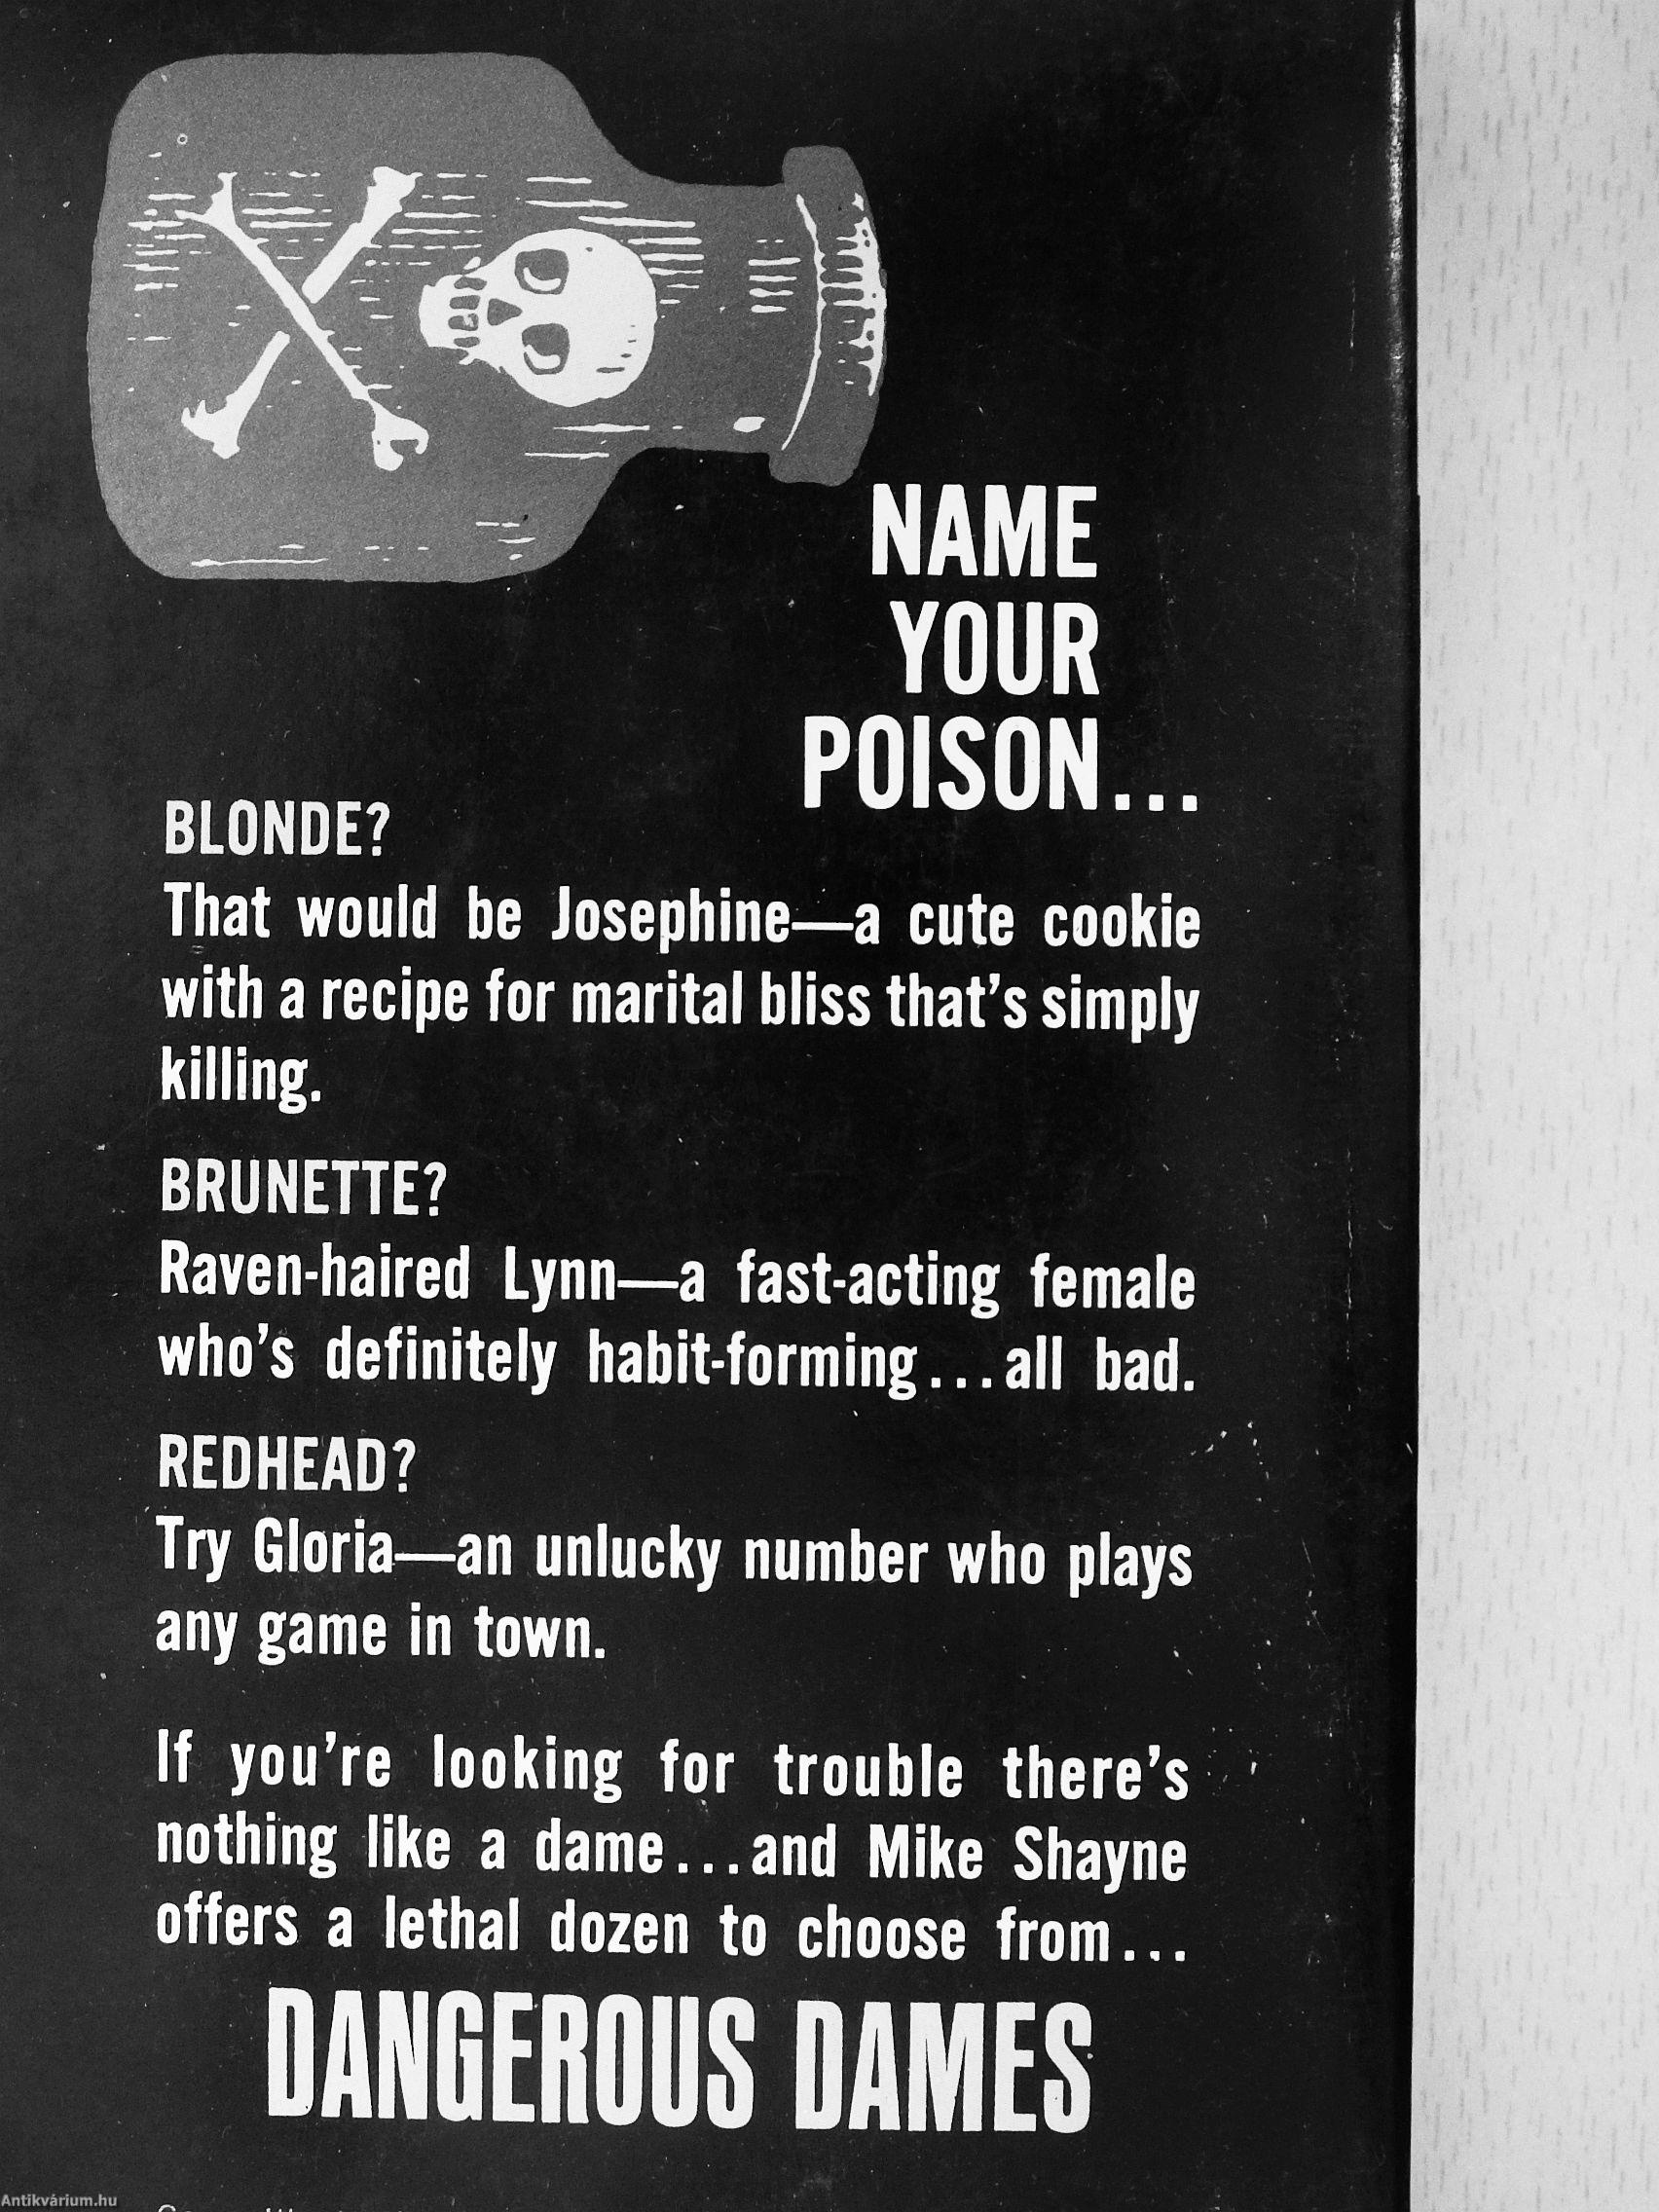 NAME
YOUR
POISON...
BLONDE?
That would be Josephine—a cute cookie
with a recipe for marital bliss that's simply
killing.
BRUNETTE?
Raven-haired Lynn—a fast-acting female
who's definitely habit-forming...all bad.
REDHEAD?
Try Gloria—an unlucky number who plays
any game in town.
If you're looking for trouble there's
nothing like a dame...and Mike Shayne
offers a lethal dozen to choose from...
DANGEROUS DAMES
Antikvárium.hu